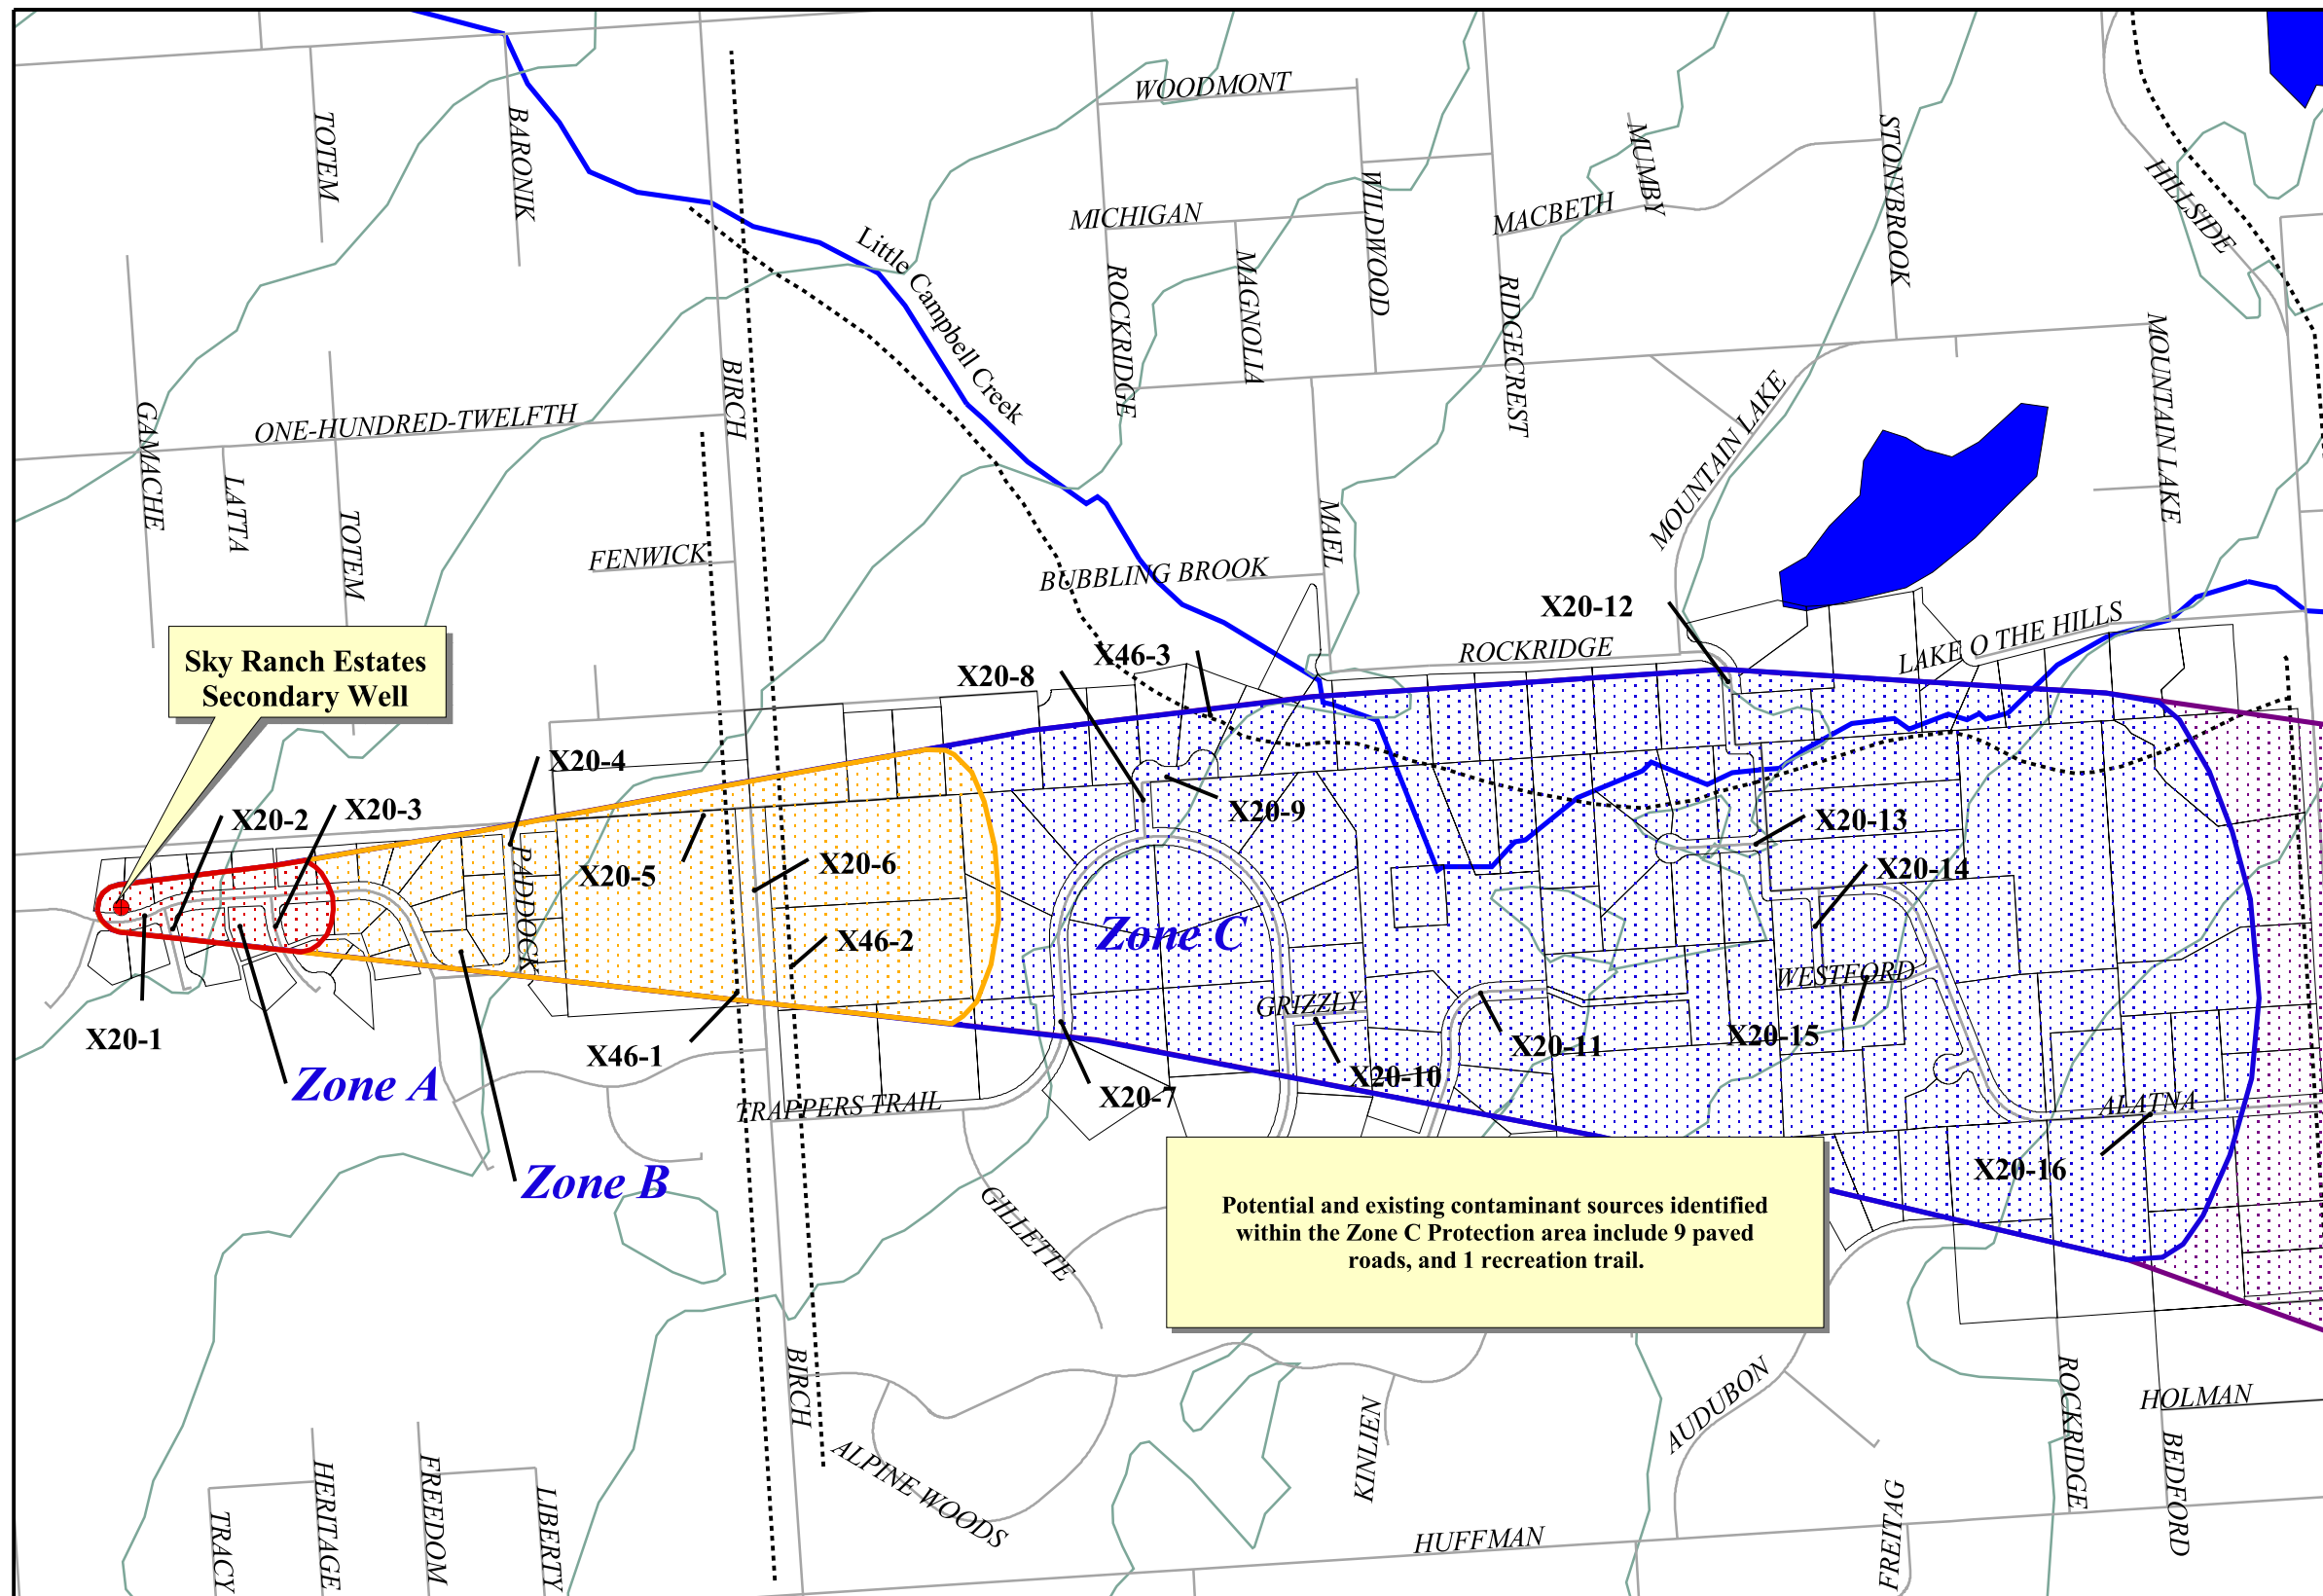 WOODMONT
TOTEM
BARONIK
MUMBY
STONYBROOK
HILLSIDE
MICHIGAN
WILDWOOD
MACBETH
Little Campbell Creek
ROCKRIDGE
MAGNOLIA
RIDGECREST
MOUNTAIN LAKE
MOUNTAIN LAKE
BIRCH
GAMACHE
ONE-HUNDRED-TWELFTH
LATTA
TOTEM
FENWICK
MAEL
BUBBLING BROOK
X20-12
Sky Ranch Estates
Secondary Well
X20-8
X46-3
ROCKRIDGE
LAKE O THE HILLS
X20-4
X20-2
X20-3
X20-9
X20-13
X20-5
X20-6
X20-14
PADDOCK
X46-2
Zone C
WESTFORD
GRIZZLY
X20-1
X46-1
X20-11
X20-15
Zone A
X20-10
X20-7
TRAPPERS TRAIL
ALATNA
Zone B
X20-16
GILLETTE
Potential and existing contaminant sources identified
within the Zone C Protection area include 9 paved
roads, and 1 recreation trail.
BIRCH
ALPINE WOODS
KINLIEN
AUDUBON
ROCKRIDGE
HOLMAN
BEDFORD
HERITAGE
FREEDOM
LIBERTY
TRACY
HUFFMAN
FREITAG